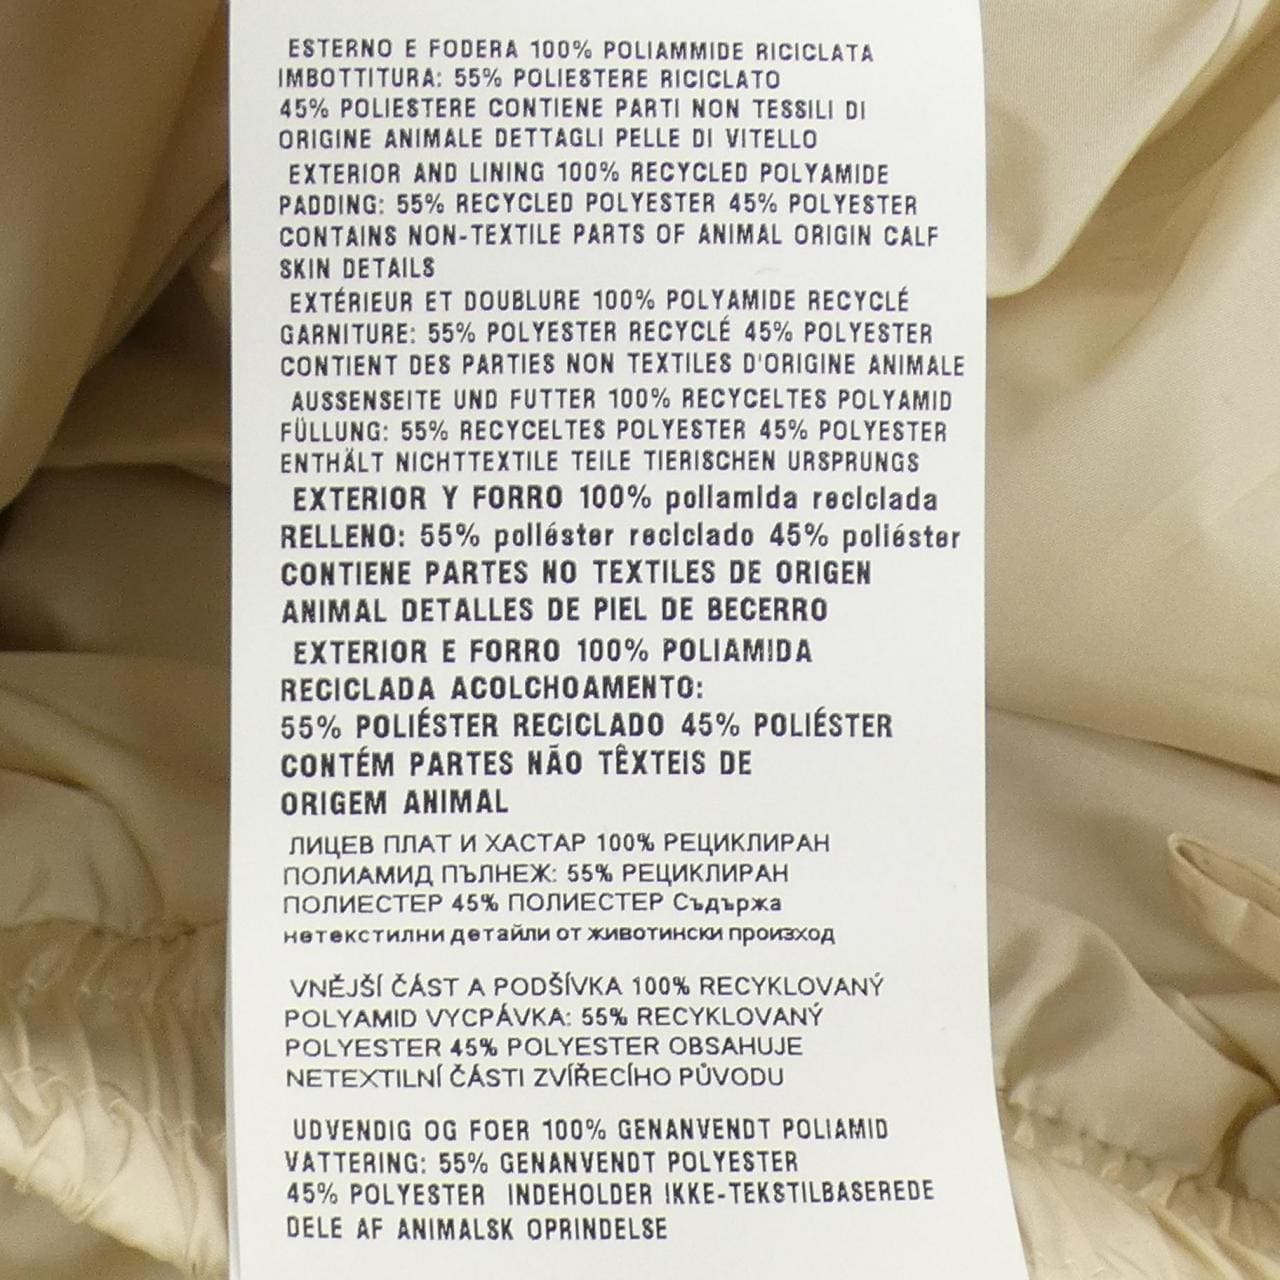 ESTERNO E FODERA 100% POLIAMMIDE RICICLATA
IMBOTTITURA: 55% POLIESTERE RICICLATO
45% POLIESTERE CONTIENE PARTI NON TESSILI DI
ORIGINE ANIMALE DETTAGLI PELLE DI VITELLO
EXTERIOR AND LINING 100% RECYCLED POLYAMIDE
PADDING: 55% RECYCLED POLYESTER 45% POLYESTER
CONTAINS NON-TEXTILE PARTS OF ANIMAL ORIGIN CALF
SKIN DETAILS
EXTÉRIEUR ET DOUBLURE 100% POLYAMIDE RECYCLÉ
GARNITURE: 55% POLYESTER RECYCLÉ 45% POLYESTER
CONTIENT DES PARTIES NON TEXTILES D'ORIGINE ANIMALE
AUSSENSEITE UND FUTTER 100% RECYCELTES POLYAMID
FÜLLUNG: 55% RECYCELTES POLYESTER 45% POLYESTER
ENTHÄLT NICHTTEXTILE TEILE TIERISCHEN URSPRUNGS
EXTERIOR Y FORRO 100% poliamida reciclada
RELLENO: 55% poliéster reciclado 45% poliéster
CONTIENE PARTES NO TEXTILES DE ORIGEN
ANIMAL DETALLES DE PIEL DE BECERRO
EXTERIOR E FORRO 100% POLIAMIDA
RECICLADA ACOLCHOAMENTO:
55% POLIÉSTER RECICLADO 45% POLIÉSTER
CONTÉM PARTES NÃO TÊXTEIS DE
ORIGEM ANIMAL
ЛИЦЕВ ПЛАТ И ХАСТАР 100% РЕЦИКЛИРАН
ПОЛИАМИД ПЪЛНЕЖ: 55% РЕЦИКЛИРАН
ПОЛИЕСТЕР 45% ПОЛИЕСТЕР Съдържа
нетекстилни детайли от животински произход
VNĚJŠÍ ČÁST A PODŠÍVKA 100% RECYKLOVANÝ
POLYAMID VYCPÁVKA: 55% RECYKLOVANÝ
POLYESTER 45% POLYESTER OBSAHUJE
NETEXTILNÍ ČÁSTI ZVÍŘECÍHO PŮVODU
UDVENDIG OG FOER 100% GENANVENDT POLIAMID
VATTERING: 55% GENANVENDT POLYESTER
45% POLYESTER INDEHOLDER IKKE-TEKSTILBASEREDE
DELE AF ANIMALSK OPRINDELSE